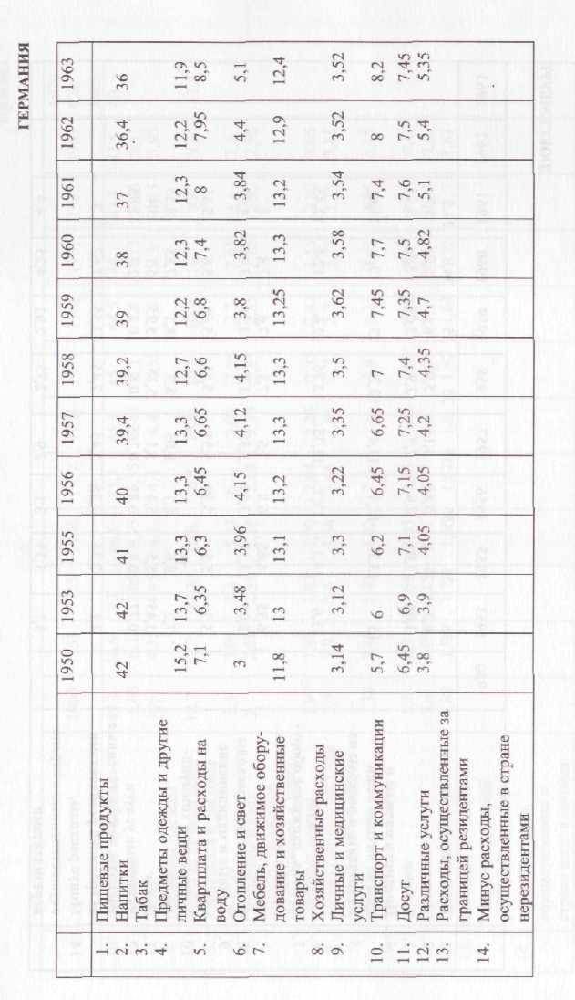 ГЕРМАНИЯ
1950 1953 1955 1956 1957 1958 1959 1960 1961 1962 1963
1. Пищевые продукты
2. Напитки 42 42 41 40 39,4 39,2 39 38 37 36,4 36
3. Табак
4. Предметы одежды и другие
личные вещи 15,2 13,7 13,3 13,3 13,3 12,7 12,2 12,3 12,3 12,2 11,9
5. Квартплата и расходы на 7,1 6,35 6,3 6,45 6,65 6,6 6,8 7,4 8 7,95 8,5
воду
6. Отопление и свет 3 3,48 3,96 4,15 4,12 4,15 3,8 3,82 3,84 4,4 5,1
7. Мебель, движимое обору-
дование и хозяйственные 11,8 13 13,1 13,2 13,3 13,3 13,25 13,3 13,2 12,9 12,4
товары
8. Хозяйственные расходы
9. Личные и медицинские 3,14 3,12 3,3 3,22 3,35 3,5 3,62 3,58 3,54 3,52 3,52
услуги
10. Транспорт и коммуникации 5,7 6 6,2 6,45 6,65 7 7,45 7,7 7,4 8 8,2
11. Досуг 6,45 6,9 7,1 7,15 7,25 7,4 7,35 7,5 7,6 7,5 7,45
12. Различные услуги 3,8 3,9 4,05 4,05 4,2 4,35 4,7 4,82 5,1 5,4 5,35
13. Расходы, осуществленные за
границей резидентами
14. Минус расходы,
осуществленные в стране
нерезидентами